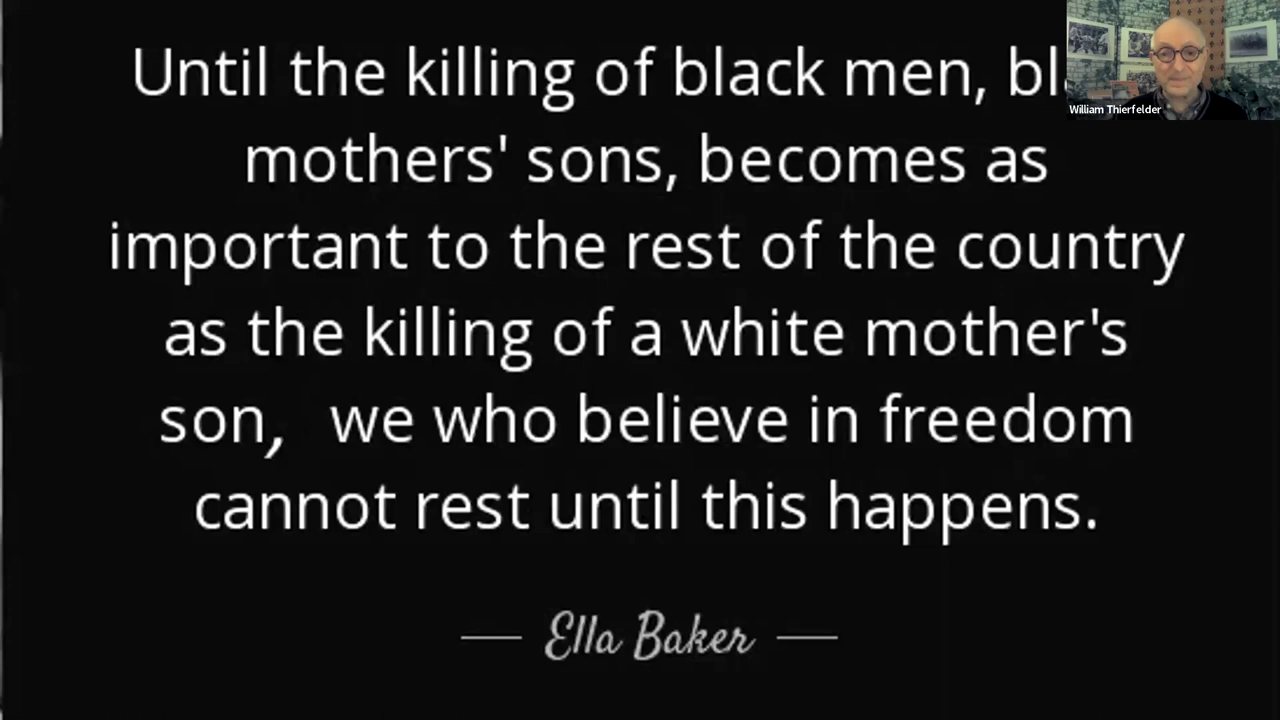 Until the killing of black men,
mothers' sons, becomes as
important to the rest of the country
as the killing of a white mother's
son, we who believe in freedom
cannot rest until this happens.
Ella Baker
William Thierfelder